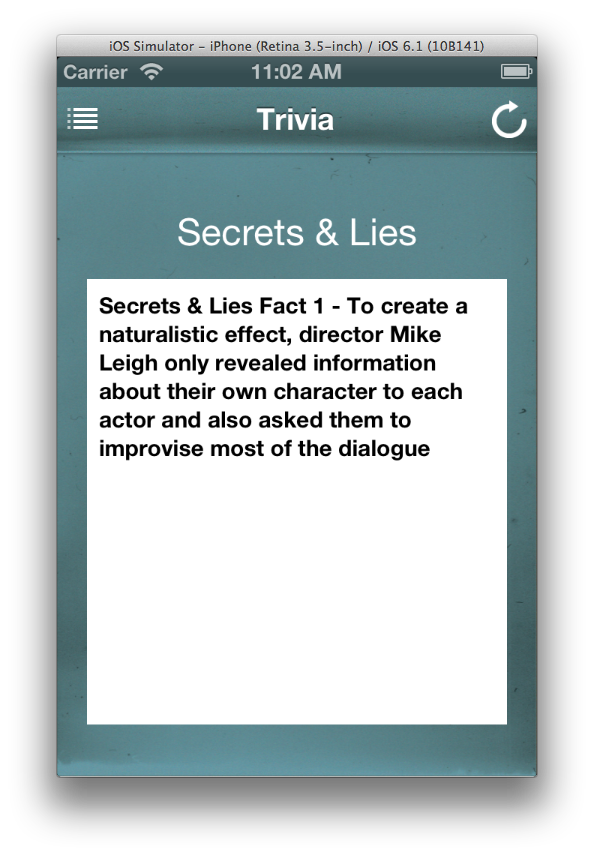 iOS Simulator – iPhone (Retina 3.5-inch) / iOS 6.1 (10B141)
Carrier 11:02 AM
Trivia
Secrets & Lies
Secrets & Lies Fact 1 - To create a
naturalistic effect, director Mike
Leigh only revealed information
about their own character to each
actor and also asked them to
improvise most of the dialogue